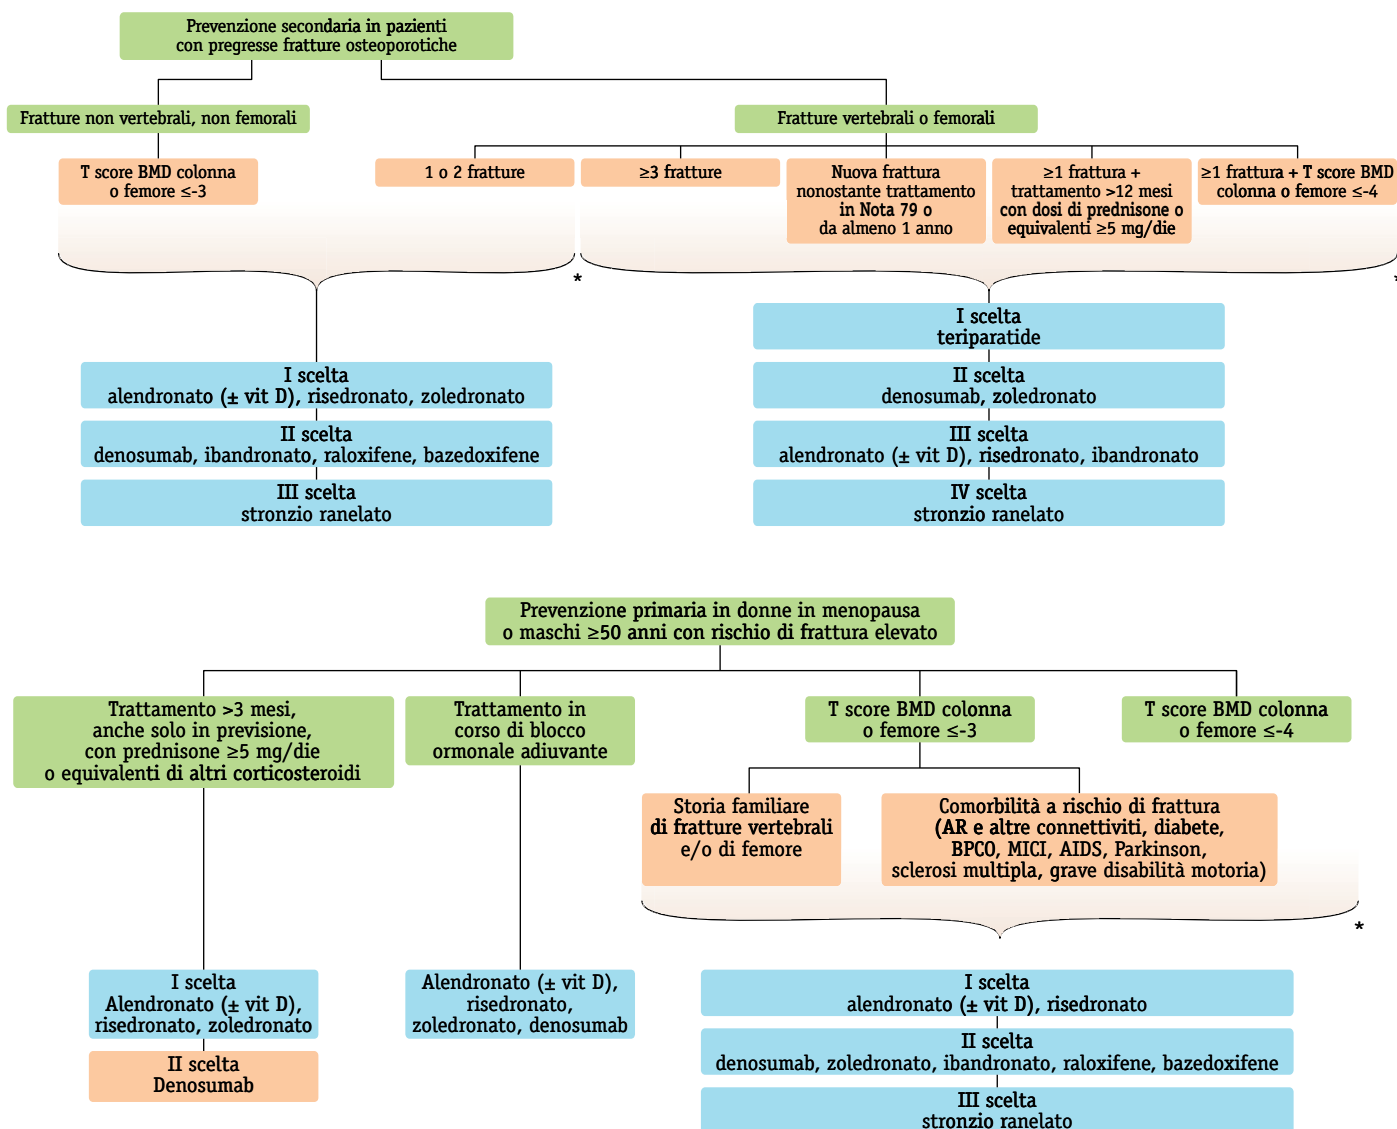 Prevenzione secondaria in pazienti
con pregresse fratture osteoporotiche
Fratture non vertebrali, non femorali
Fratture vertebrali o femorali
T score BMD colonna
o femore ≤-3
1 o 2 fratture
≥3 fratture
Nuova frattura
nonostante trattamento
in Nota 79 o
da almeno 1 anno
≥1 frattura +
trattamento >12 mesi
con dosi di prednisone o
equivalenti ≥5 mg/die
≥1 frattura + T score BMD
colonna o femore ≤-4
*
*
I scelta
alendronato (± vit D), risedronato, zoledronato
II scelta
denosumab, ibandronato, raloxifene, bazedoxifene
III scelta
stronzio ranelato
I scelta
teriparatide
II scelta
denosumab, zoledronato
III scelta
alendronato (± vit D), risedronato, ibandronato
IV scelta
stronzio ranelato
Prevenzione primaria in donne in menopausa
o maschi ≥50 anni con rischio di frattura elevato
Trattamento >3 mesi,
anche solo in previsione,
con prednisone ≥5 mg/die
o equivalenti di altri corticosteroidi
Trattamento in
corso di blocco
ormonale adiuvante
T score BMD colonna
o femore ≤-3
T score BMD colonna
o femore ≤-4
Storia familiare
di fratture vertebrali
e/o di femore
Comorbilità a rischio di frattura
(AR e altre connettiviti, diabete,
BPCO, MICI, AIDS, Parkinson,
sclerosi multipla, grave disabilità motoria)
*
I scelta
Alendronato (± vit D),
risedronato, zoledronato
II scelta
Denosumab
Alendronato (± vit D),
risedronato,
zoledronato, denosumab
I scelta
alendronato (± vit D), risedronato
II scelta
denosumab, zoledronato, ibandronato, raloxifene, bazedoxifene
III scelta
stronzio ranelato